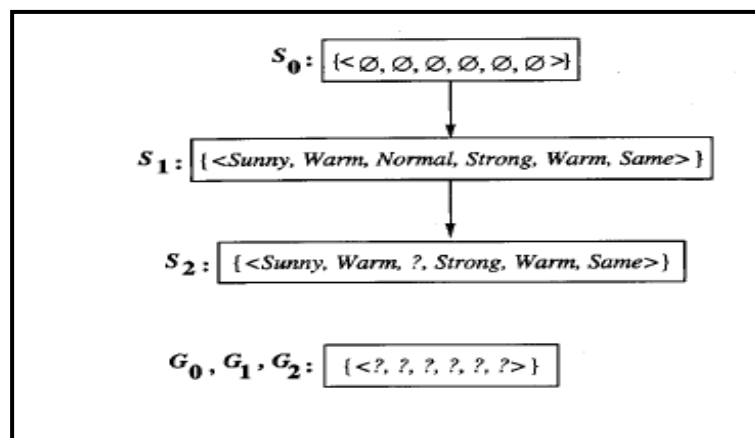 S0: {<∅, ∅, ∅, ∅, ∅, ∅>}
S1: {<Sunny, Warm, Normal, Strong, Warm, Same>}
S2: {<Sunny, Warm, ?, Strong, Warm, Same>}
G0, G1, G2: {<?, ?, ?, ?, ?, ?>}